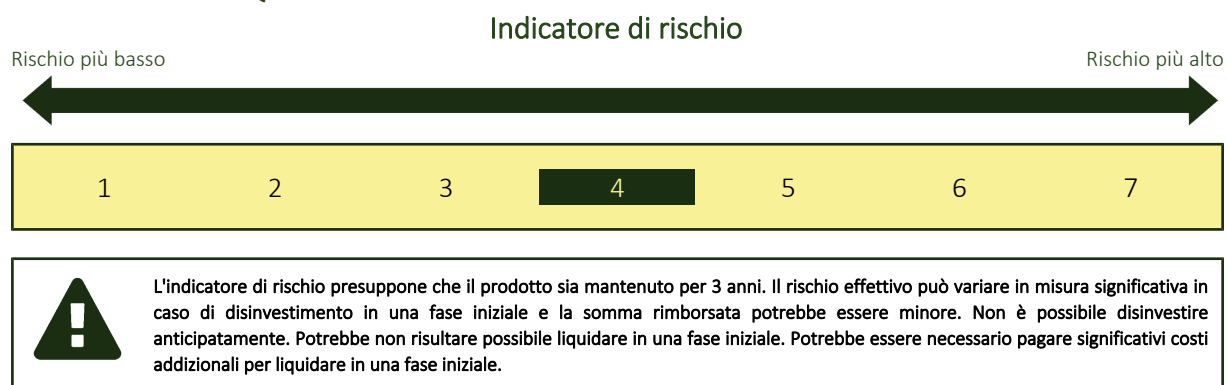 Indicatore di rischio
Rischio più basso Rischio più alto
1 2 3 4 5 6 7
L'indicatore di rischio presuppone che il prodotto sia mantenuto per 3 anni. Il rischio effettivo può variare in misura significativa in
caso di disinvestimento in una fase iniziale e la somma rimborsata potrebbe essere minore. Non è possibile disinvestire
anticipatamente. Potrebbe non risultare possibile liquidare in una fase iniziale. Potrebbe essere necessario pagare significativi costi
addizionali per liquidare in una fase iniziale.